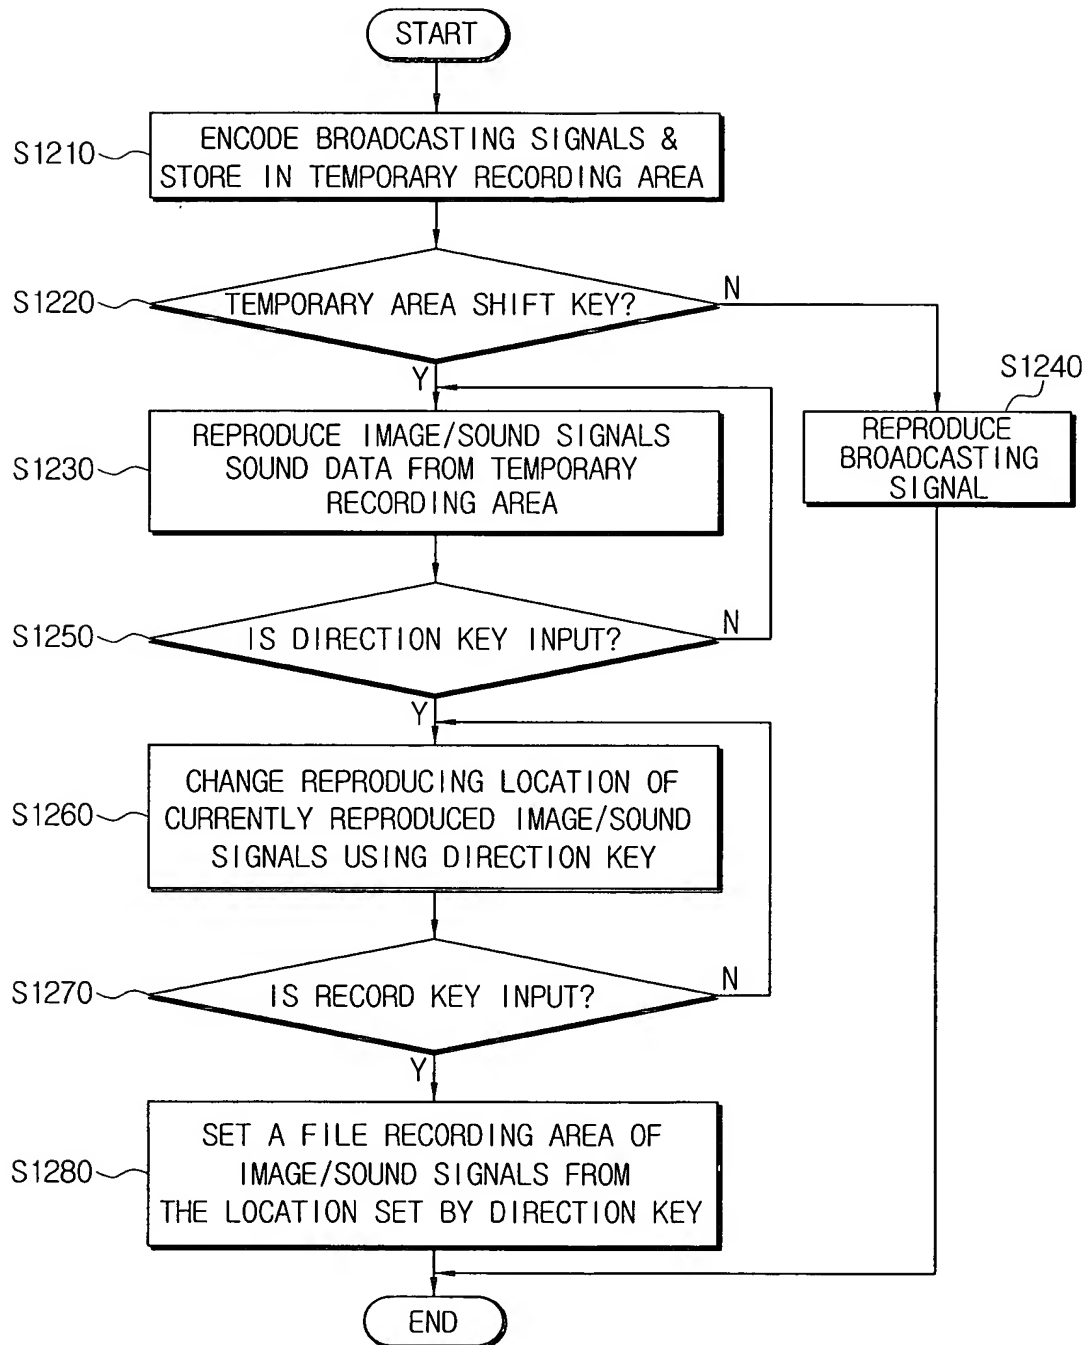 START
S1210
ENCODE BROADCASTING SIGNALS &
STORE IN TEMPORARY RECORDING AREA
S1220
TEMPORARY AREA SHIFT KEY?
N
Y
S1240
REPRODUCE
BROADCASTING
SIGNAL
S1230
REPRODUCE IMAGE/SOUND SIGNALS
SOUND DATA FROM TEMPORARY
RECORDING AREA
S1250
IS DIRECTION KEY INPUT?
N
Y
S1260
CHANGE REPRODUCING LOCATION OF
CURRENTLY REPRODUCED IMAGE/SOUND
SIGNALS USING DIRECTION KEY
S1270
IS RECORD KEY INPUT?
N
Y
S1280
SET A FILE RECORDING AREA OF
IMAGE/SOUND SIGNALS FROM
THE LOCATION SET BY DIRECTION KEY
END